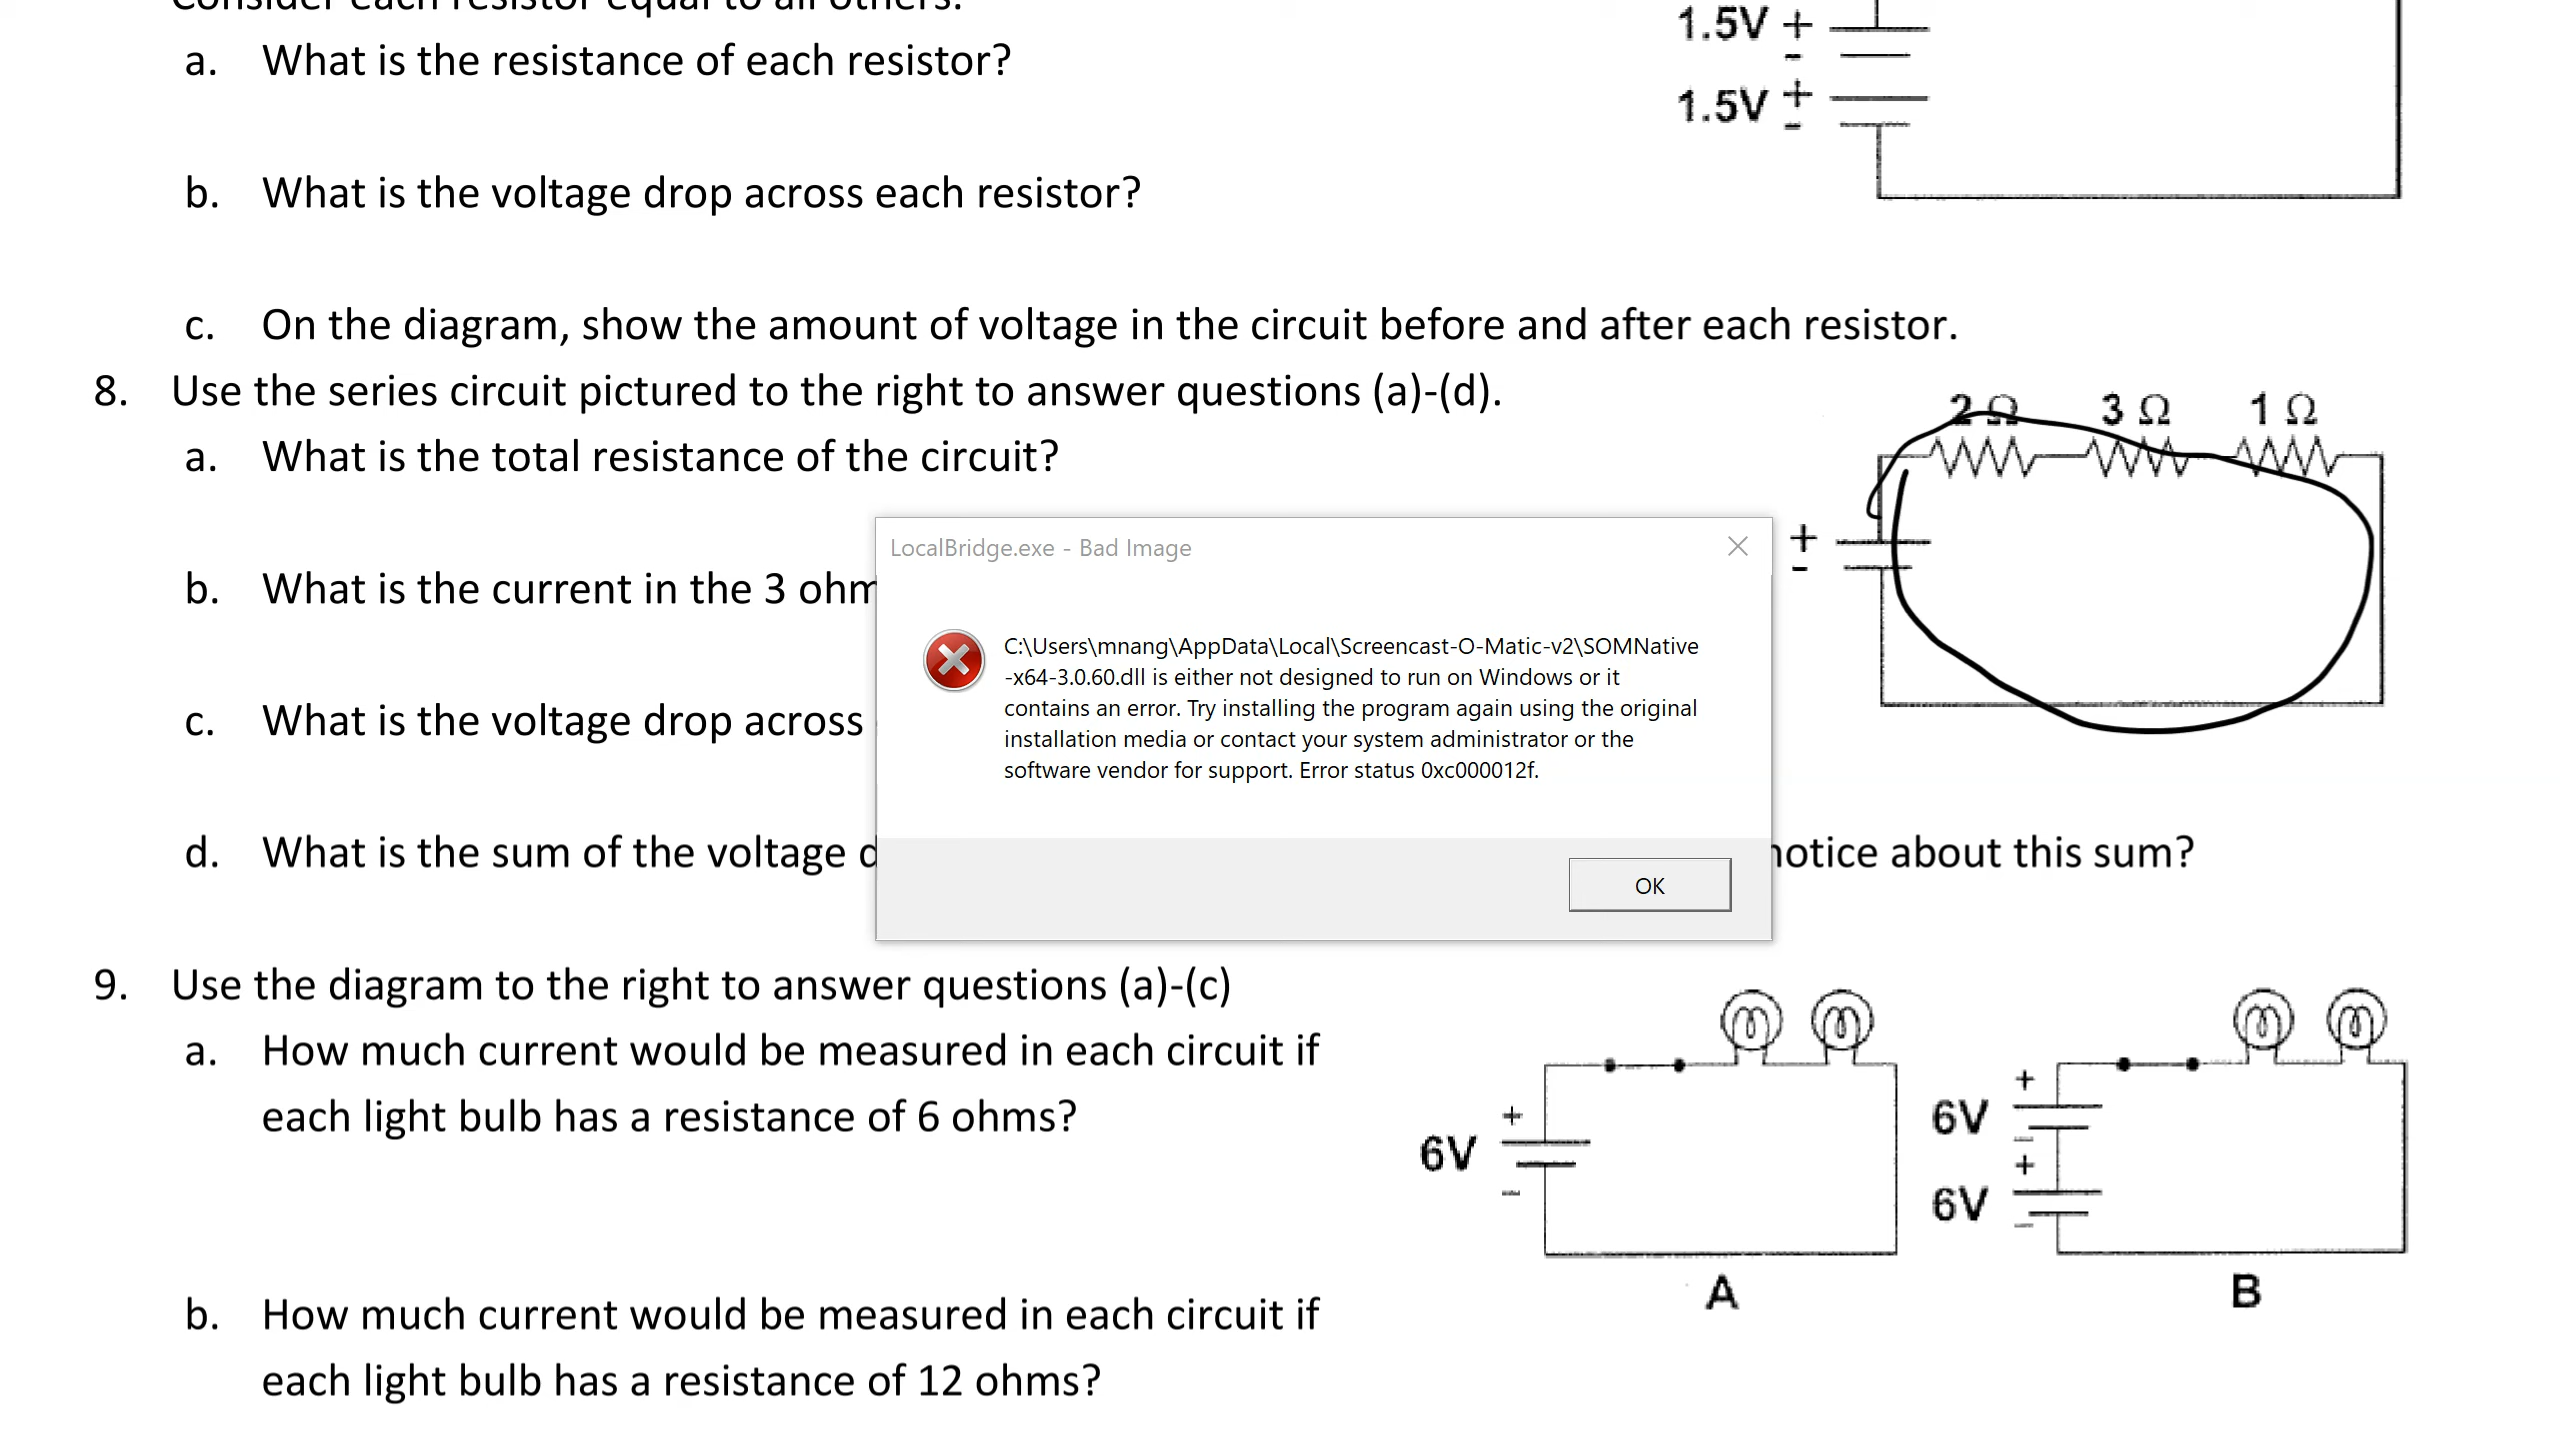 Consider each resistor equal to all others.
1.5V +
-
a. What is the resistance of each resistor?
1.5V +
-
b. What is the voltage drop across each resistor?
c. On the diagram, show the amount of voltage in the circuit before and after each resistor.
8. Use the series circuit pictured to the right to answer questions (a)-(d).
2 Ω 3 Ω 1 Ω
a. What is the total resistance of the circuit?
+
-
LocalBridge.exe - Bad Image
b. What is the current in the 3 ohm
C:\Users\mnang\AppData\Local\Screencast-O-Matic-v2\SOMNative
-x64-3.0.60.dll is either not designed to run on Windows or it
contains an error. Try installing the program again using the original
installation media or contact your system administrator or the
software vendor for support. Error status 0xc000012f.
c. What is the voltage drop across
d. What is the sum of the voltage
notice about this sum?
OK
9. Use the diagram to the right to answer questions (a)-(c)
a. How much current would be measured in each circuit if
each light bulb has a resistance of 6 ohms?
+
6V
-
+
6V
-
+
6V
-
A
B
b. How much current would be measured in each circuit if
each light bulb has a resistance of 12 ohms?